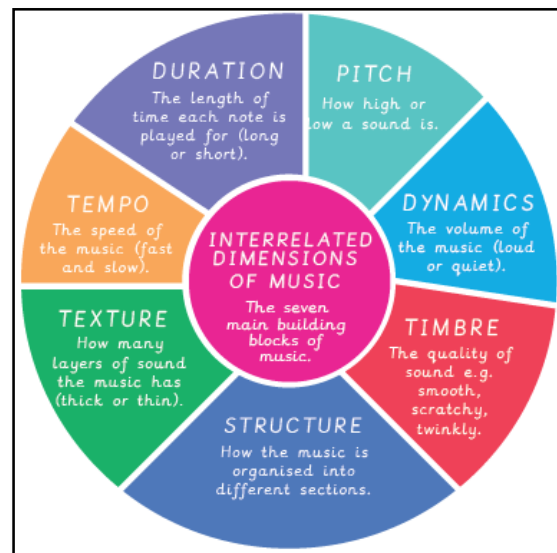 DURATION
The length of
time each note is
played for (long
or short).
PITCH
How high or
low a sound is.
DYNAMICS
The volume of
the music (loud
or quiet).
TIMBRE
The quality of
sound e.g.
smooth,
scratchy,
twinkly.
STRUCTURE
How the music is
organised into
different sections.
TEXTURE
How many
layers of sound
the music has
(thick or thin).
TEMPO
The speed of
the music (fast
and slow).
INTERRELATED
DIMENSIONS
OF MUSIC
The seven
main building
blocks of
music.